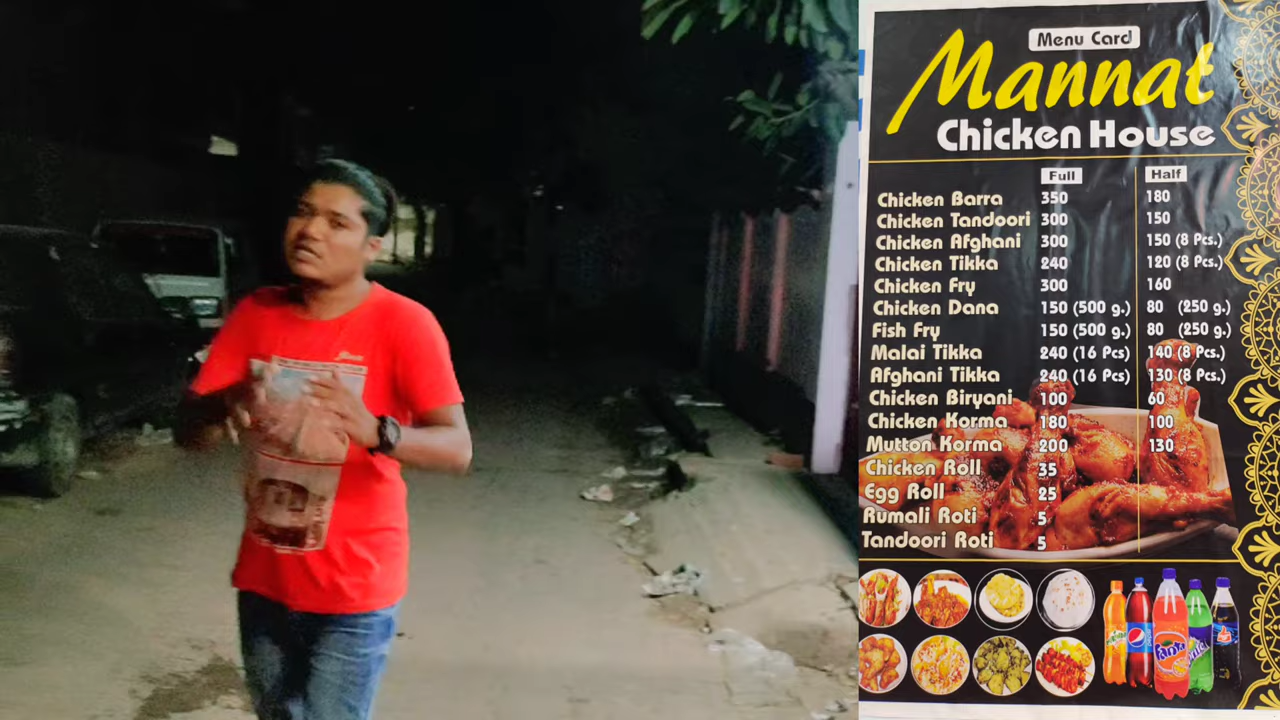 Menu Card
Mannat
Chicken House
Full Half
Chicken Barra 350 180
Chicken Tandoori 300 150
Chicken Afghani 300 150 (8 Pcs.)
Chicken Tikka 240 120 (8 Pcs.)
Chicken Fry 300 160
Chicken Dana 150 (500 g.) 80 (250 g.)
Fish Fry 150 (500 g.) 80 (250 g.)
Malai Tikka 240 (16 Pcs) 140 (8 Pcs.)
Afghani Tikka 240 (16 Pcs) 130 (8 Pcs.)
Chicken Biryani 100 60
Chicken Korma 180 100
Mutton Korma 200 130
Chicken Roll 35
Egg Roll 25
Rumali Roti 5
Tandoori Roti 5
Fanta